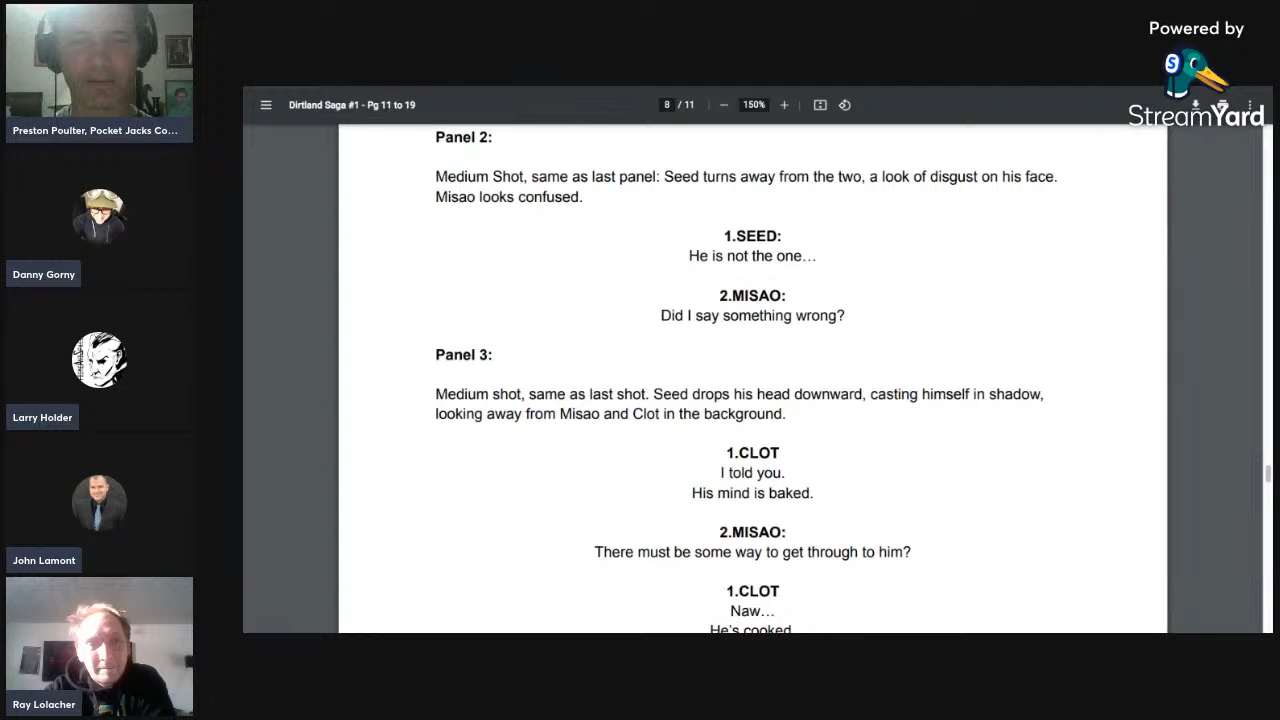 Powered by
S
StreamYard
Dirtland Saga #1 - Pg 11 to 19
8 / 11
150%
Panel 2:
Medium Shot, same as last panel: Seed turns away from the two, a look of disgust on his face.
Misao looks confused.
1.SEED:
He is not the one…
2.MISAO:
Did I say something wrong?
Panel 3:
Medium shot, same as last shot. Seed drops his head downward, casting himself in shadow,
looking away from Misao and Clot in the background.
1.CLOT
I told you.
His mind is baked.
2.MISAO:
There must be some way to get through to him?
1.CLOT
Naw…
He's cooked
Preston Poulter, Pocket Jacks Co…
Danny Gorny
Larry Holder
John Lamont
Ray Lolacher